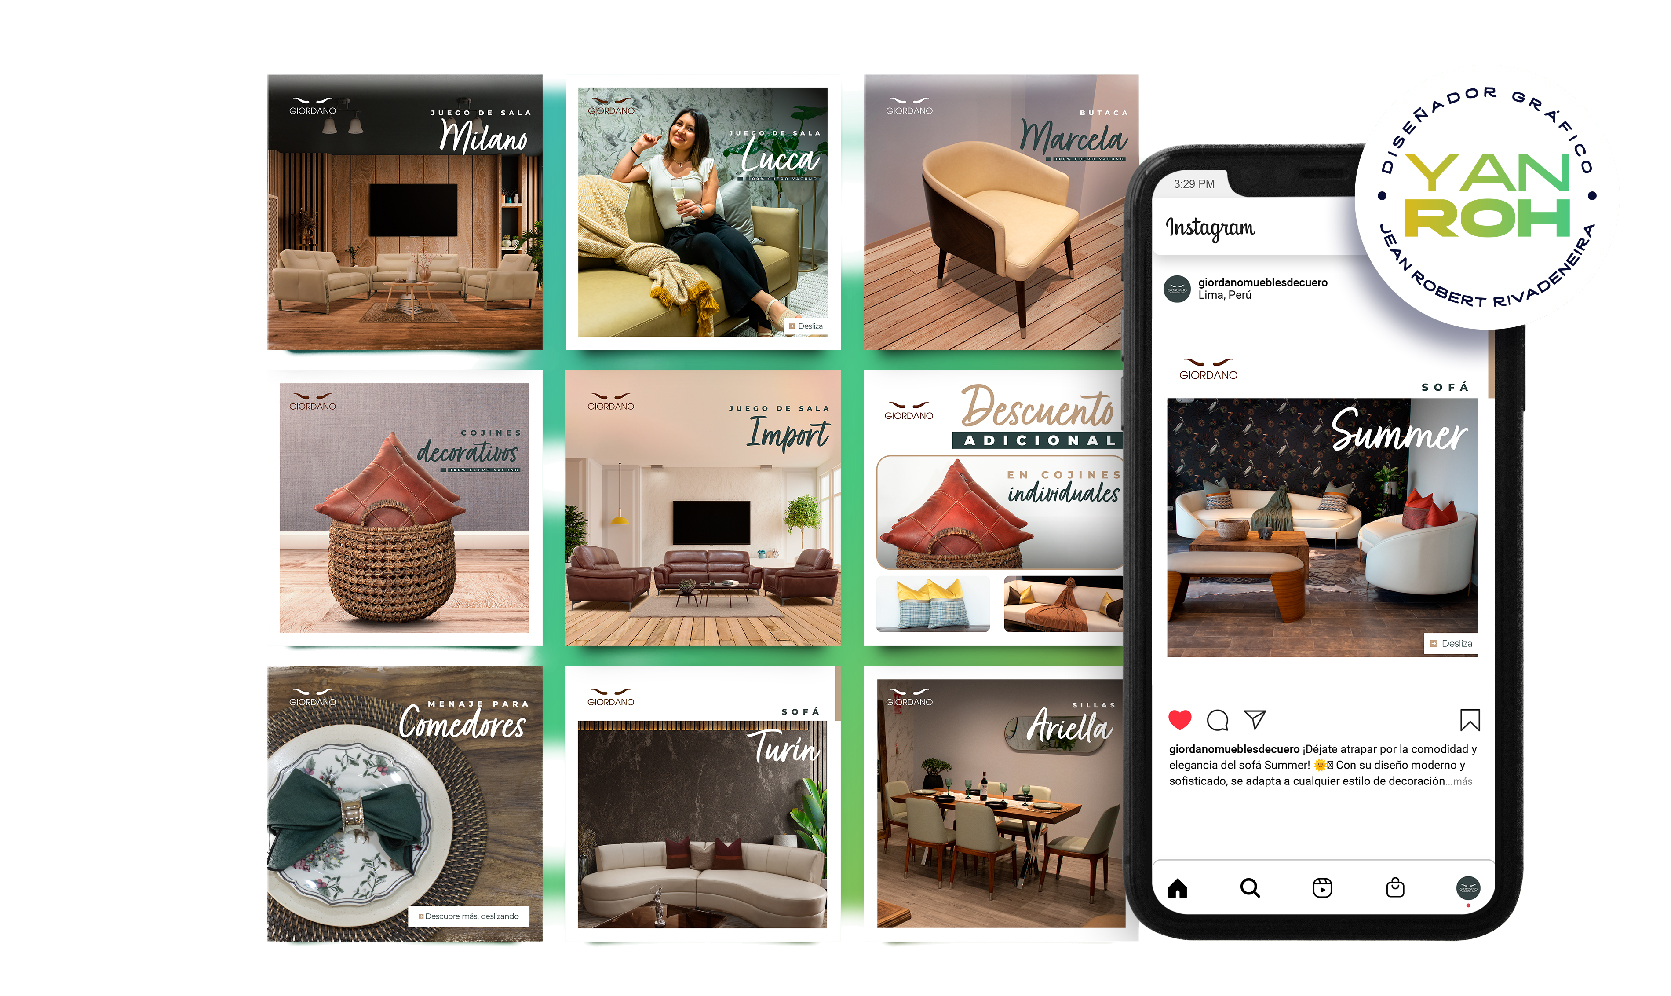 GIORDANO
JUEGO DE SALA
Milano
GIORDANO
JUEGO DE SALA
Lucca
Desliza
GIORDANO
BUTACA
Marcela
GIORDANO
COJINES
decorativos
GIORDANO
JUEGO DE SALA
Import
GIORDANO
Descuento
ADICIONAL
EN COJINES
individuales
GIORDANO
MENAJE PARA
Comedores
Descubre más, deslizando
GIORDANO
SOFÁ
Turín
GIORDANO
SILLAS
Ariella
3:29 PM
Instagram
giordanomueblesdecuero
Lima, Perú
GIORDANO
SOFÁ
Summer
Desliza
giordanomueblesdecuero ¡Déjate atrapar por la comodidad y
elegancia del sofá Summer! 🌞 Con su diseño moderno y
sofisticado, se adapta a cualquier estilo de decoración...más
DISEÑADOR GRÁFICO
YAN
ROH
JEAN ROBERT RIVADENEIRA